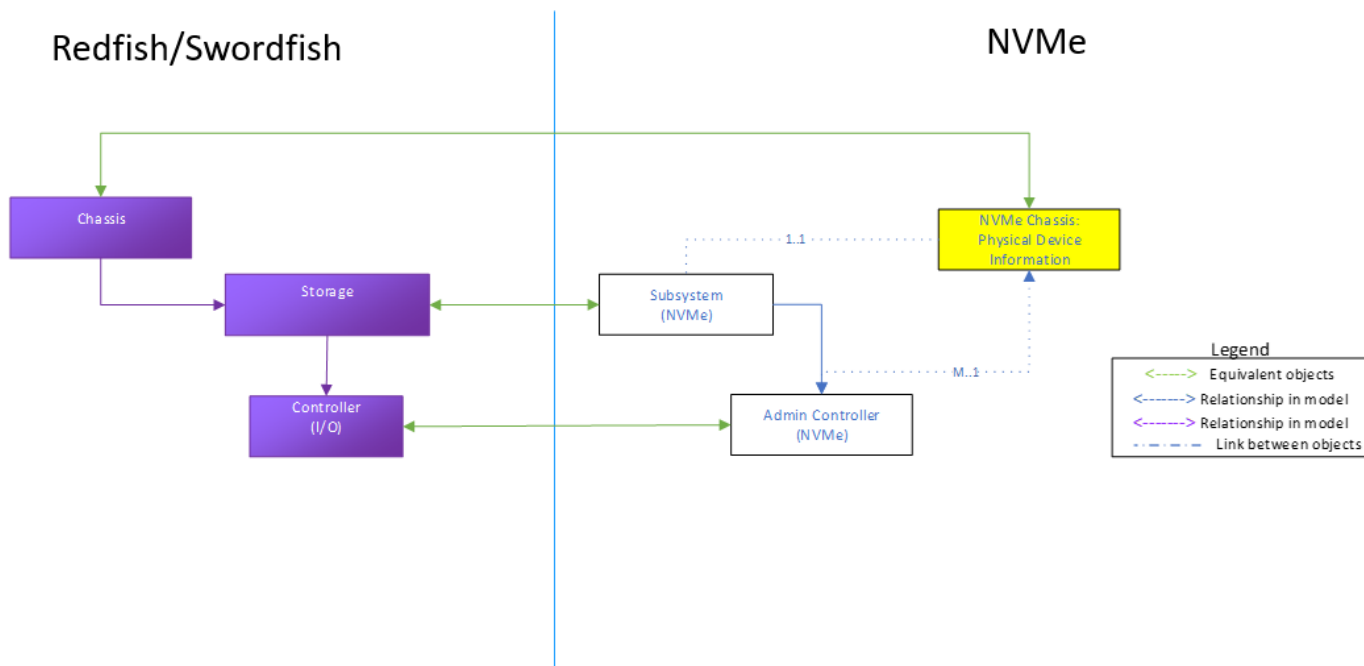 Redfish/Swordfish
NVMe
Chassis
NVMe Chassis:
Physical Device
Information
1..1
Storage
Subsystem
(NVMe)
M..1
Controller
(I/O)
Admin Controller
(NVMe)
Legend
Equivalent objects
Relationship in model
Relationship in model
Link between objects